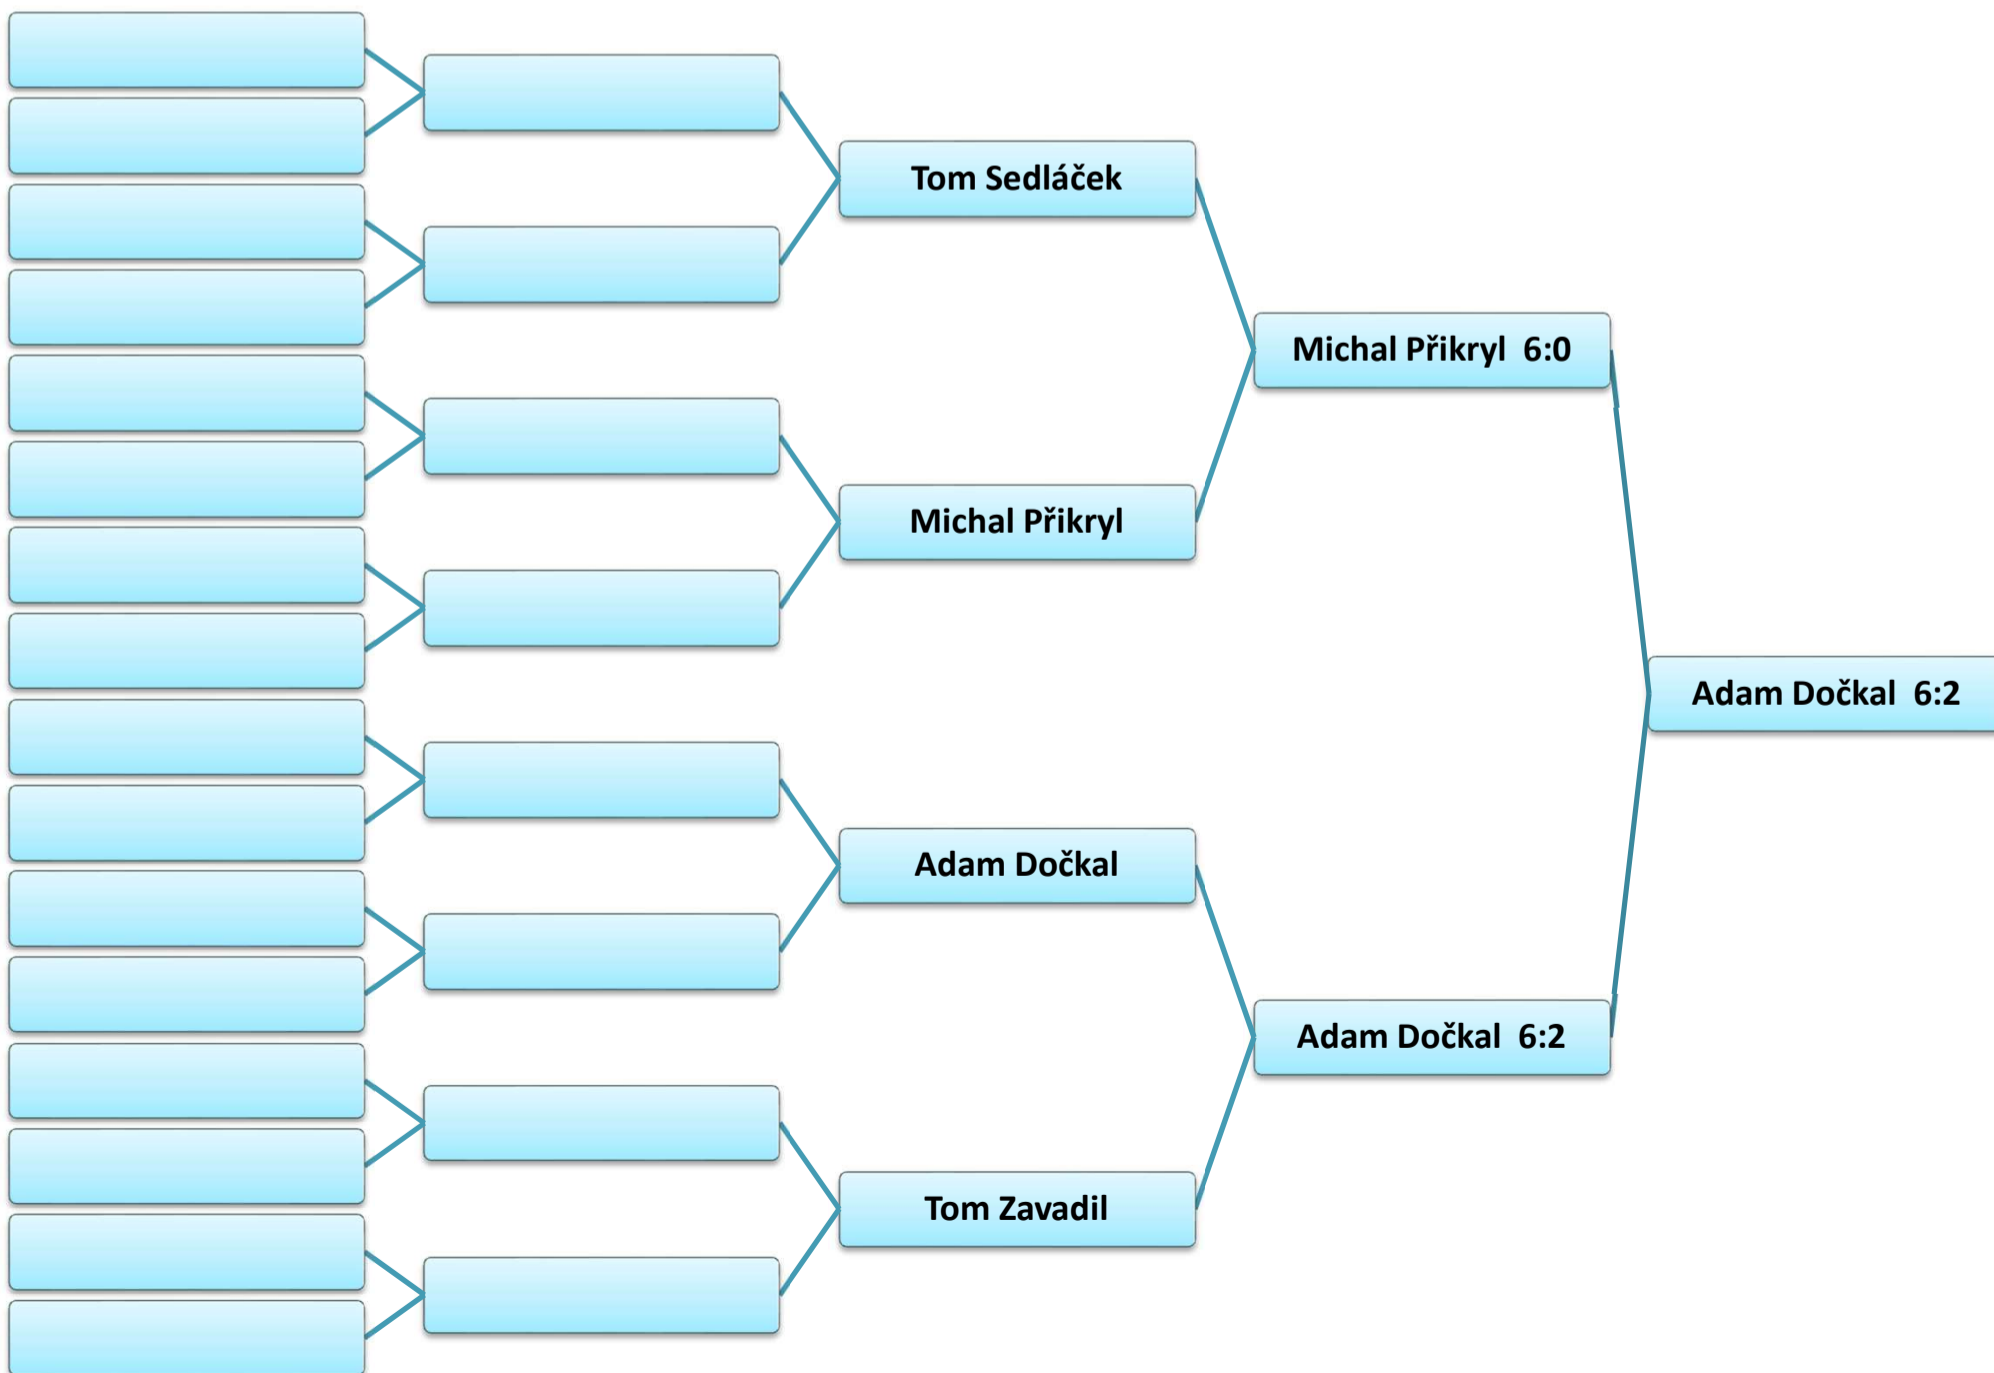 Tom Sedláček
Michal Přikryl  6:0
Michal Přikryl
Adam Dočkal  6:2
Adam Dočkal
Adam Dočkal  6:2
Tom Zavadil